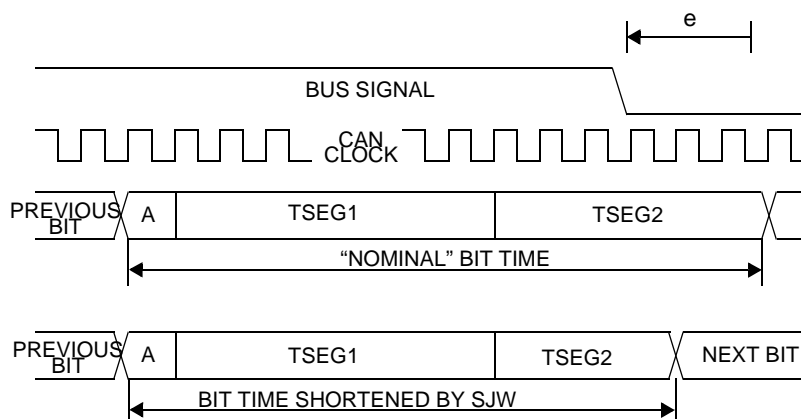 e
BUS SIGNAL
CAN
CLOCK
PREVIOUS
BIT
A
TSEG1
TSEG2
“NOMINAL” BIT TIME
PREVIOUS
BIT
A
TSEG1
TSEG2
NEXT BIT
BIT TIME SHORTENED BY SJW